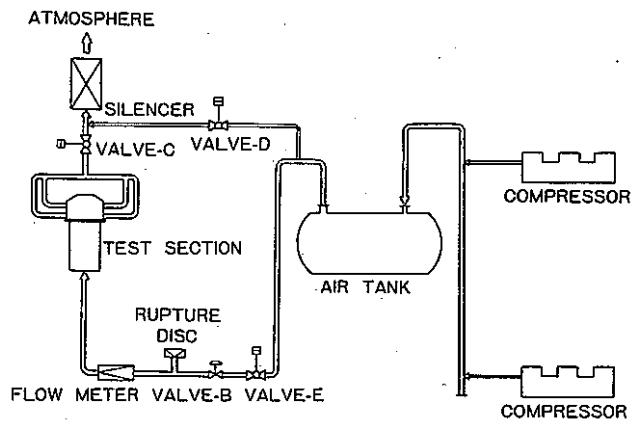 ATMOSPHERE
SILENCER
VALVE-D
VALVE-C
COMPRESSOR
TEST SECTION
AIR TANK
RUPTURE
DISC
FLOW METER VALVE-B VALVE-E
COMPRESSOR